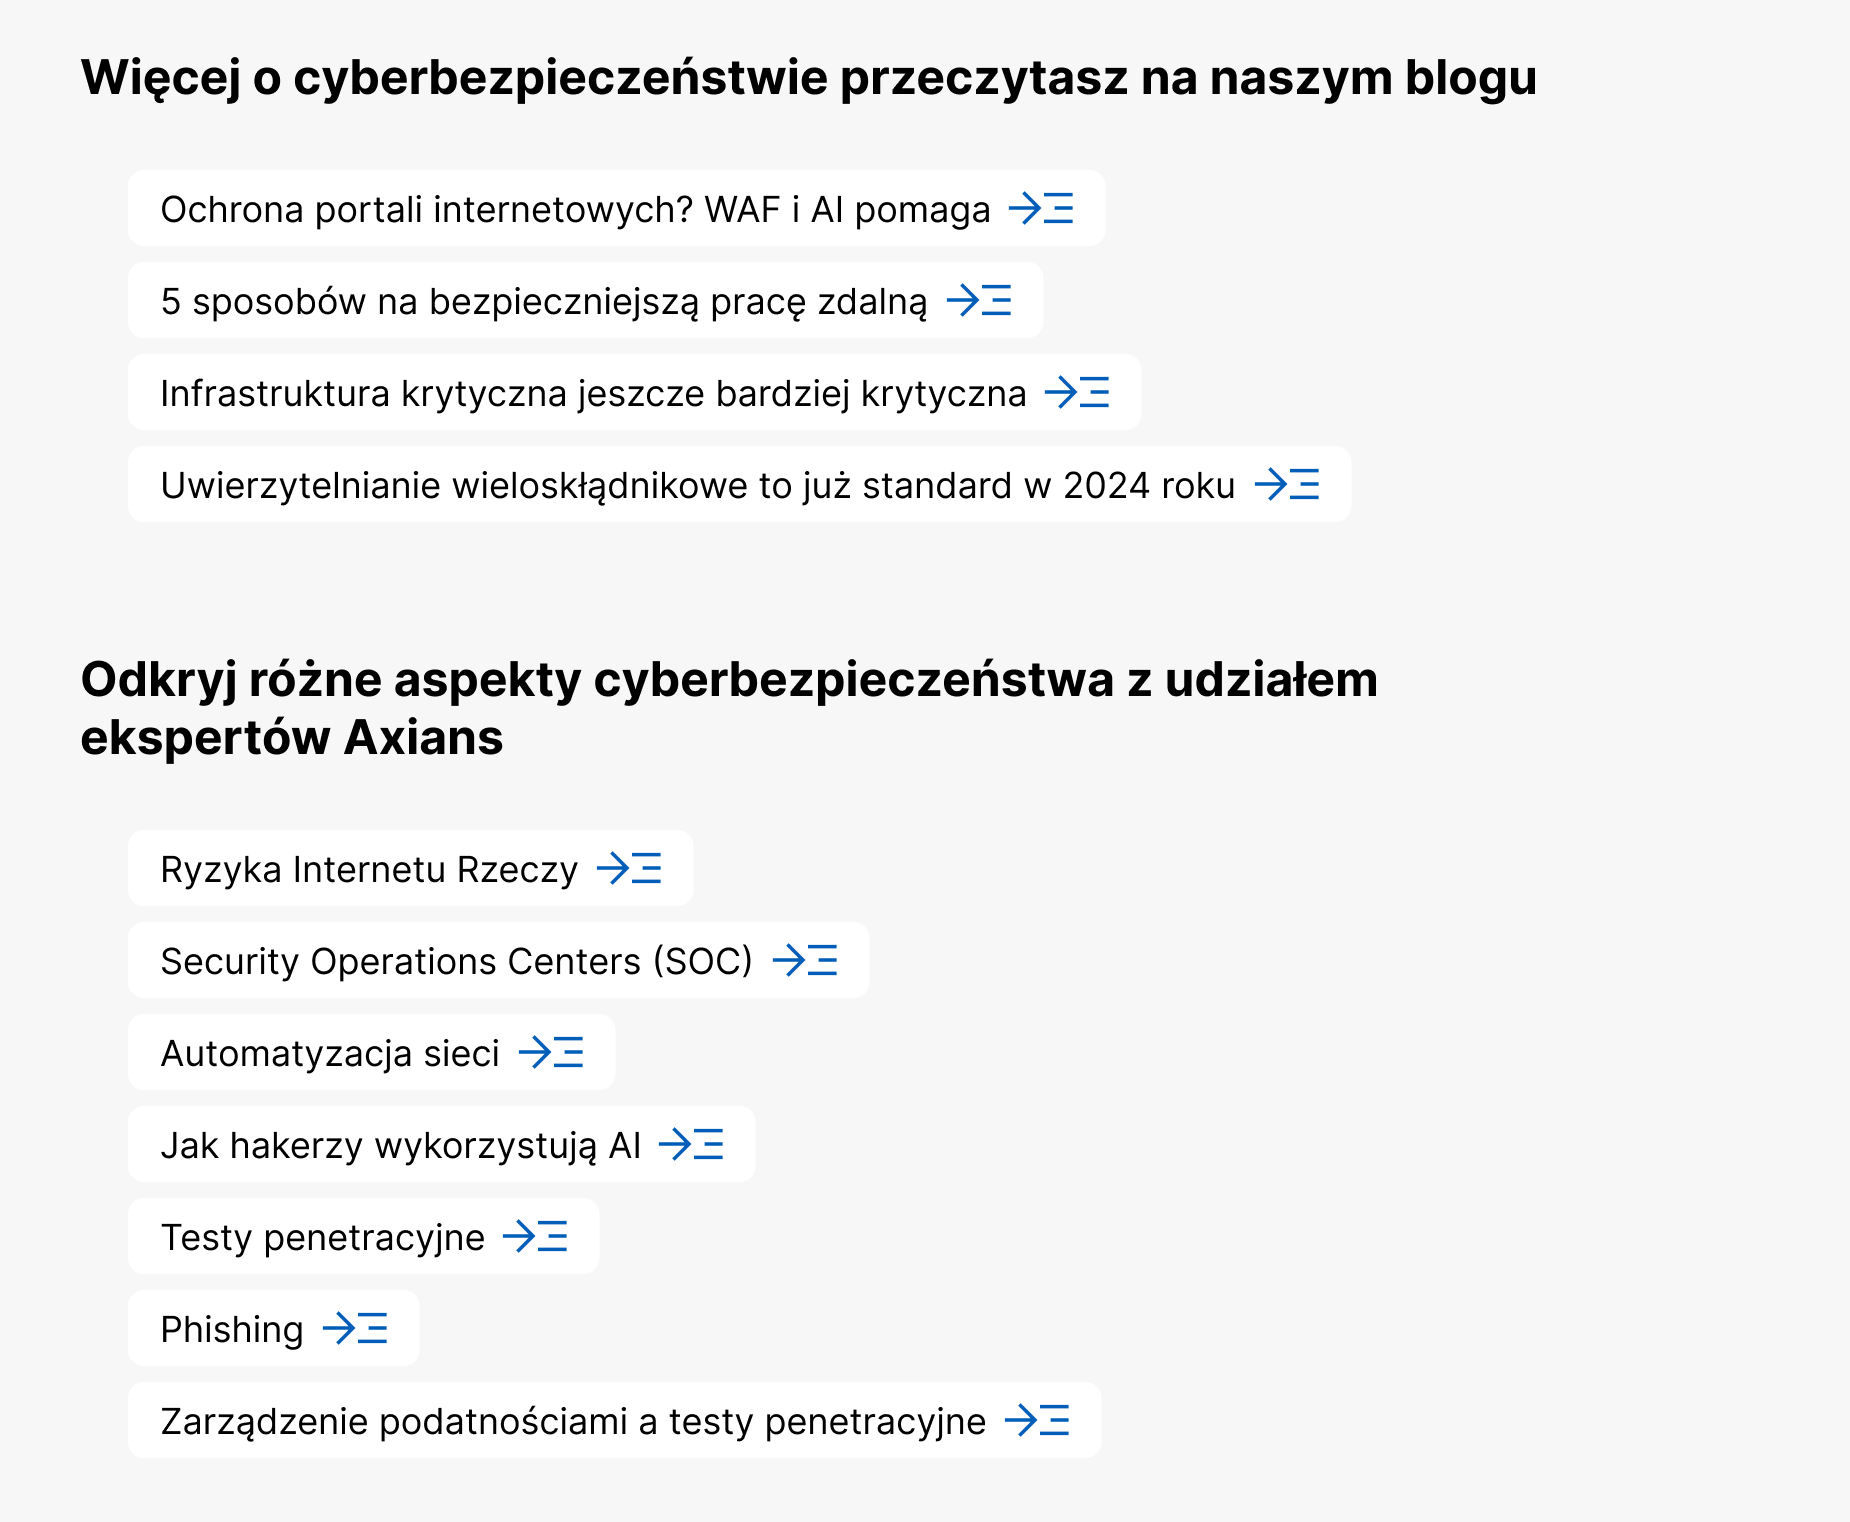 Więcej o cyberbezpieczeństwie przeczytasz na naszym blogu
Ochrona portali internetowych? WAF i AI pomaga
5 sposobów na bezpieczniejszą pracę zdalną
Infrastruktura krytyczna jeszcze bardziej krytyczna
Uwierzytelnianie wieloskłądnikowe to już standard w 2024 roku
Odkryj różne aspekty cyberbezpieczeństwa z udziałem
ekspertów Axians
Ryzyka Internetu Rzeczy
Security Operations Centers (SOC)
Automatyzacja sieci
Jak hakerzy wykorzystują AI
Testy penetracyjne
Phishing
Zarządzenie podatnościami a testy penetracyjne